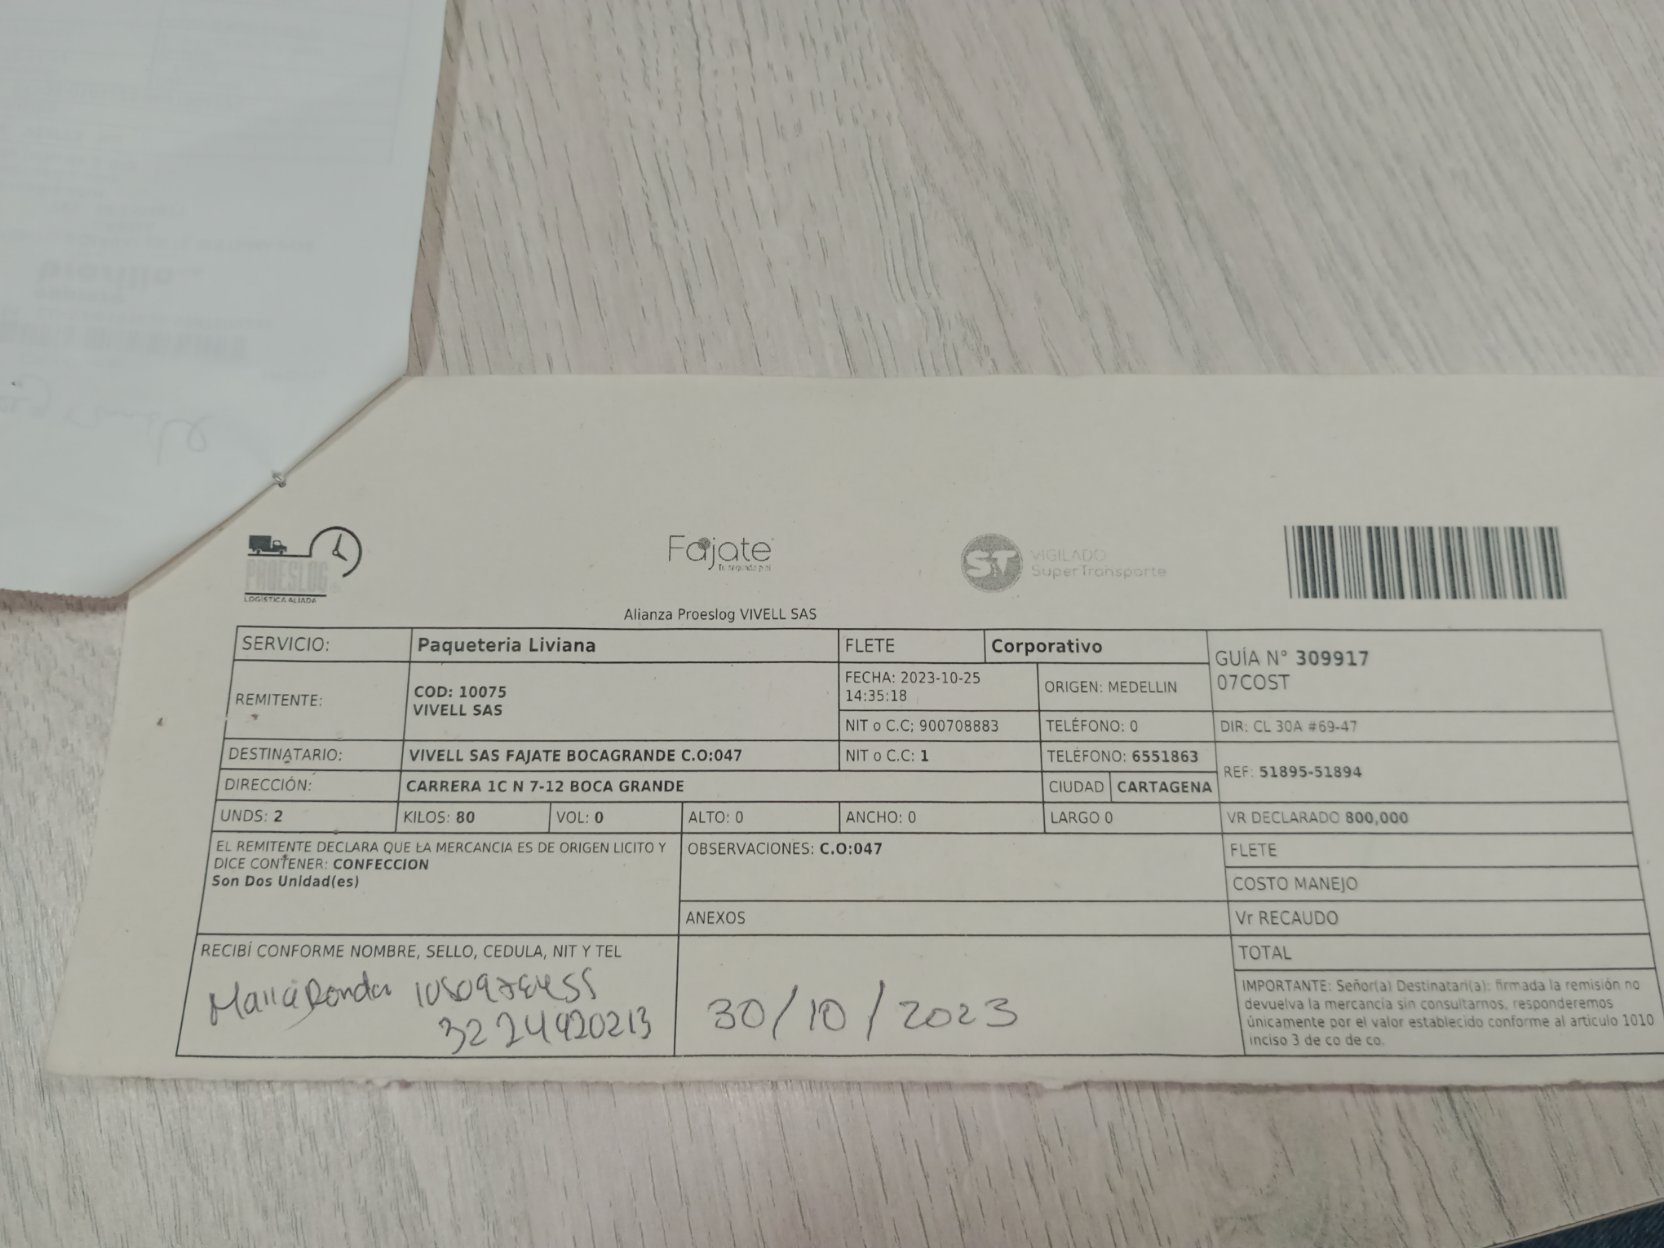 PROESLOG
LOGISTICA ALIADA
Fajate
ST
VIGILADO
SuperTransporte
Alianza Proeslog VIVELL SAS
SERVICIO: Paqueteria Liviana FLETE Corporativo
GUÍA N° 309917
07COST
REMITENTE:
COD: 10075
VIVELL SAS
FECHA: 2023-10-25
14:35:18
ORIGEN: MEDELLIN
NIT o C.C; 900708883 TELÉFONO: 0 DIR: CL 30A #69-47
DESTINATARIO: VIVELL SAS FAJATE BOCAGRANDE C.O:047 NIT o C.C: 1 TELÉFONO: 6551863
REF: 51895-51894
DIRECCIÓN: CARRERA 1C N 7-12 BOCA GRANDE CIUDAD CARTAGENA
UNDS: 2 KILOS: 80 VOL: 0 ALTO: 0 ANCHO: 0 LARGO 0 VR DECLARADO 800,000
EL REMITENTE DECLARA QUE LA MERCANCIA ES DE ORIGEN LICITO Y
DICE CONTENER: CONFECCION
Son Dos Unidad(es)
OBSERVACIONES: C.O:047
ANEXOS
FLETE
COSTO MANEJO
Vr RECAUDO
TOTAL
RECIBÍ CONFORME NOMBRE, SELLO, CEDULA, NIT Y TEL
3224920213
30/10/2023
IMPORTANTE: Señor(a) Destinatari(a): firmada la remisión no
devuelva la mercancia sin consultarnos, responderemos
únicamente por el valor establecido conforme al articulo 1010
inciso 3 de co de co.